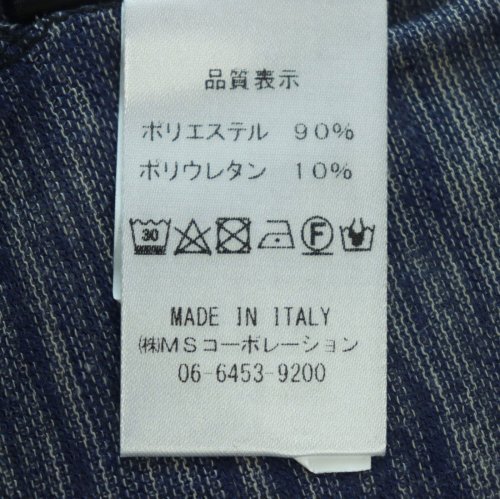 品質表示
ポリエステル 90%
ポリウレタン 10%
30 F
MADE IN ITALY
㈱MSコーポレーション
06-6453-9200